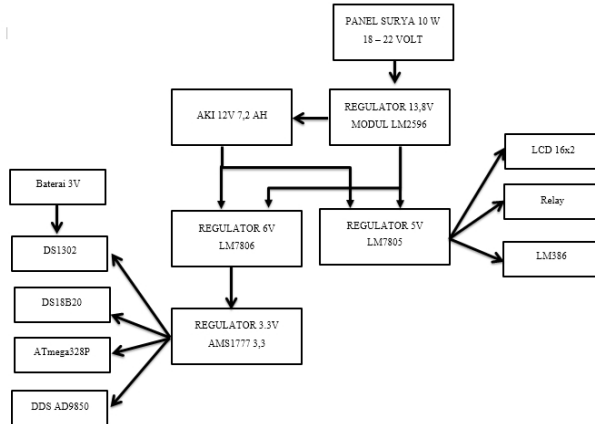 PANEL SURYA 10 W
18 – 22 VOLT
AKI 12V 7,2 AH
REGULATOR 13,8V
MODUL LM2596
LCD 16x2
Relay
LM386
Baterai 3V
REGULATOR 6V
LM7806
REGULATOR 5V
LM7805
DS1302
DS18B20
ATmega328P
DDS AD9850
REGULATOR 3.3V
AMS1777 3,3